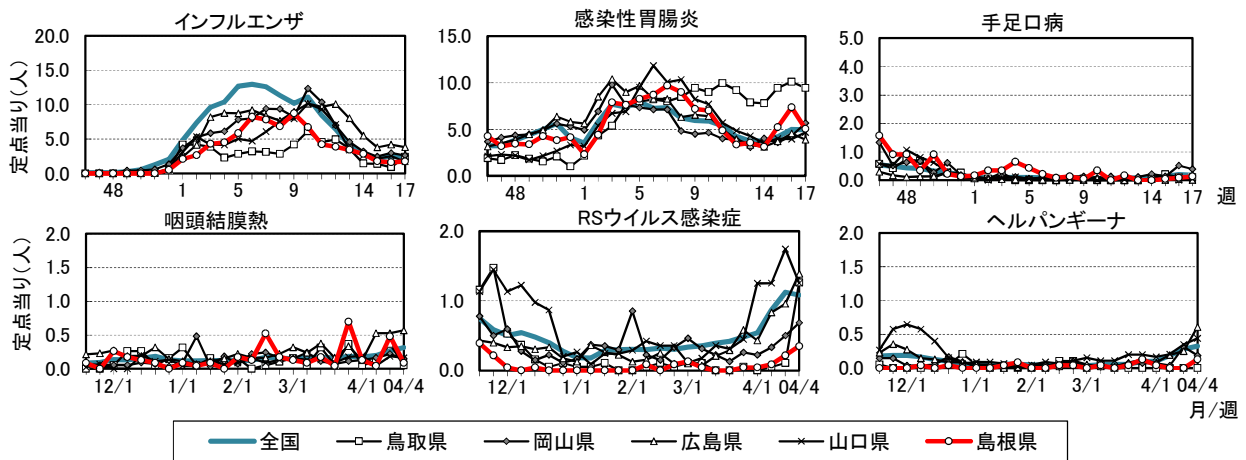 インフルエンザ
定点当り(人)
20.0
15.0
10.0
5.0
0.0
48 1 5 9 14 17
感染性胃腸炎
15.0
10.0
5.0
0.0
48 1 5 9 14 17
手足口病
5.0
4.0
3.0
2.0
1.0
0.0
48 1 5 9 14 17 週
咽頭結膜熱
定点当り(人)
2.0
1.5
1.0
0.5
0.0
12/1 1/1 2/1 3/1 4/1 04/4
RSウイルス感染症
2.0
1.0
0.0
12/1 1/1 2/1 3/1 4/1 04/4
ヘルパンギーナ
2.0
1.5
1.0
0.5
0.0
12/1 1/1 2/1 3/1 4/1 04/4
月/週
全国 鳥取県 岡山県 広島県 山口県 島根県